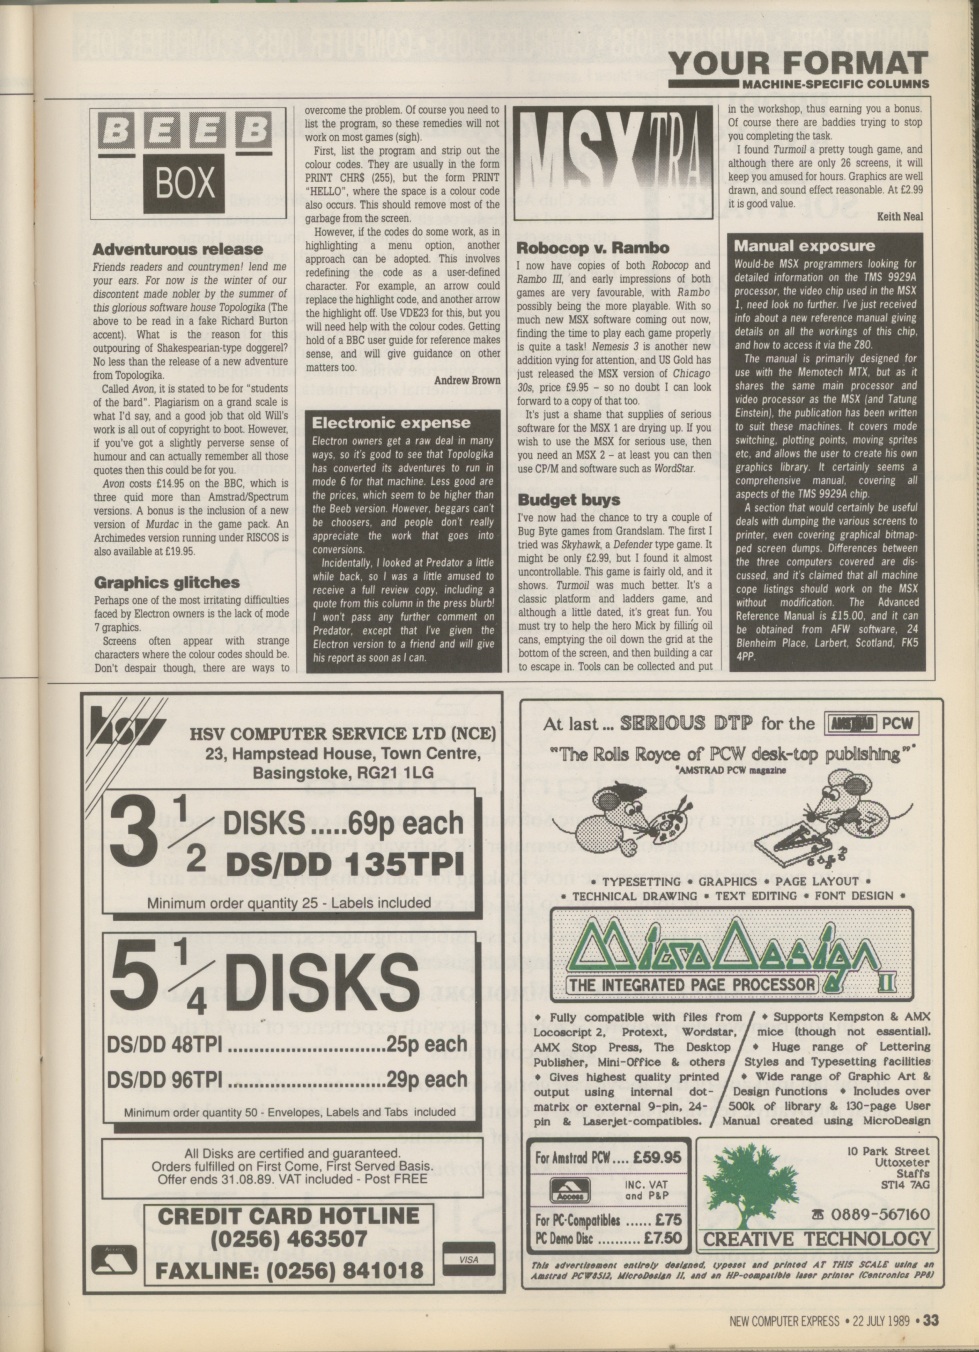 YOUR FORMAT
MACHINE-SPECIFIC COLUMNS
BEEB
BOX
Adventurous release
Friends readers and countrymen! lend me
your ears. For now is the winter of our
discontent made nobler by the summer of
this glorious software house Topologika (The
above to be read in a fake Richard Burton
accent). What is the reason for this
outpouring of Shakespearian-type doggerel?
No less than the release of a new adventure
from Topologika.
Called Avon, it is stated to be for "students
of the bard". Plagiarism on a grand scale is
what I'd say, and a good job that old Will's
work is all out of copyright to boot. However,
if you've got a slightly perverse sense of
humour and can actually remember all those
quotes then this could be for you.
Avon costs £14.95 on the BBC, which is
three quid more than Amstrad/Spectrum
versions. A bonus is the inclusion of a new
version of Murdac in the game pack. An
Archimedes version running under RISCOS is
also available at £19.95.
Graphics glitches
Perhaps one of the most irritating difficulties
faced by Electron owners is the lack of mode
7 graphics.
Screens often appear with strange
characters where the colour codes should be.
Don't despair though, there are ways to
overcome the problem. Of course you need to
list the program, so these remedies will not
work on most games (sigh).
First, list the program and strip out the
colour codes. They are usually in the form
PRINT CHR$ (255), but the form PRINT
"HELLO", where the space is a colour code
also occurs. This should remove most of the
garbage from the screen.
However, if the codes do some work, as in
highlighting a menu option, another
approach can be adopted. This involves
redefining the code as a user-defined
character. For example, an arrow could
replace the highlight code, and another arrow
the highlight off. Use VDE23 for this, but you
will need help with the colour codes. Getting
hold of a BBC user guide for reference makes
sense, and will give guidance on other
matters too.
Andrew Brown
Electronic expense
Electron owners get a raw deal in many
ways, so it's good to see that Topologika
has converted its adventures to run in
mode 6 for that machine. Less good are
the prices, which seem to be higher than
the Beeb version. However, beggars can't
be choosers, and people don't really
appreciate the work that goes into
conversions.
Incidentally, I looked at Predator a little
while back, so I was a little amused to
receive a full review copy, including a
quote from this column in the press blurb!
I won't pass any further comment on
Predator, except that I've given the
Electron version to a friend and will give
his report as soon as I can.
MSXTRA
Robocop v. Rambo
I now have copies of both Robocop and
Rambo III, and early impressions of both
games are very favourable, with Rambo
possibly being the more playable. With so
much new MSX software coming out now,
finding the time to play each game properly
is quite a task! Nemesis 3 is another new
addition vying for attention, and US Gold has
just released the MSX version of Chicago
30s, price £9.95 – so no doubt I can look
forward to a copy of that too.
It's just a shame that supplies of serious
software for the MSX 1 are drying up. If you
wish to use the MSX for serious use, then
you need an MSX 2 – at least you can then
use CP/M and software such as WordStar.
Budget buys
I've now had the chance to try a couple of
Bug Byte games from Grandslam. The first I
tried was Skyhawk, a Defender type game. It
might be only £2.99, but I found it almost
uncontrollable. This game is fairly old, and it
shows. Turmoil was much better. It's a
classic platform and ladders game, and
although a little dated, it's great fun. You
must try to help the hero Mick by filling oil
cans, emptying the oil down the grid at the
bottom of the screen, and then building a car
to escape in. Tools can be collected and put
in the workshop, thus earning you a bonus.
Of course there are baddies trying to stop
you completing the task.
I found Turmoil a pretty tough game, and
although there are only 26 screens, it will
keep you amused for hours. Graphics are well
drawn, and sound effect reasonable. At £2.99
it is good value.
Keith Neal
Manual exposure
Would-be MSX programmers looking for
detailed information on the TMS 9929A
processor, the video chip used in the MSX
1, need look no further. I've just received
info about a new reference manual giving
details on all the workings of this chip,
and how to access it via the Z80.
The manual is primarily designed for
use with the Memotech MTX, but as it
shares the same main processor and
video processor as the MSX (and Tatung
Einstein), the publication has been written
to suit these machines. It covers mode
switching, plotting points, moving sprites
etc, and allows the user to create his own
graphics library. It certainly seems a
comprehensive manual, covering all
aspects of the TMS 9929A chip.
A section that would certainly be useful
deals with dumping the various screens to
printer, even covering graphical bitmap-
ped screen dumps. Differences between
the three computers covered are dis-
cussed, and it's claimed that all machine
cope listings should work on the MSX
without modification. The Advanced
Reference Manual is £15.00, and it can
be obtained from AFW software, 24
Blenheim Place, Larbert, Scotland, FK5
4PP.
hsv
HSV COMPUTER SERVICE LTD (NCE)
23, Hampstead House, Town Centre,
Basingstoke, RG21 1LG
3 1/2 DISKS .....69p each
DS/DD 135TPI
Minimum order quantity 25 - Labels included
5 1/4 DISKS
DS/DD 48TPI ..............................25p each
DS/DD 96TPI ..............................29p each
Minimum order quantity 50 - Envelopes, Labels and Tabs included
All Disks are certified and guaranteed.
Orders fulfilled on First Come, First Served Basis.
Offer ends 31.08.89. VAT included - Post FREE
CREDIT CARD HOTLINE
(0256) 463507
FAXLINE: (0256) 841018
VISA
At last... SERIOUS DTP for the AMSTRAD PCW
"The Rolls Royce of PCW desk-top publishing"*
*AMSTRAD PCW magazine
• TYPESETTING • GRAPHICS • PAGE LAYOUT •
• TECHNICAL DRAWING • TEXT EDITING • FONT DESIGN •
MicroDesign II
THE INTEGRATED PAGE PROCESSOR
♦ Fully compatible with files from
Locoscript 2, Protext, Wordstar,
AMX Stop Press, The Desktop
Publisher, Mini-Office & others
♦ Gives highest quality printed
output using internal dot-
matrix or external 9-pin, 24-
pin & Laserjet-compatibles.
♦ Supports Kempston & AMX
mice (though not essential).
♦ Huge range of Lettering
Styles and Typesetting facilities
♦ Wide range of Graphic Art &
Design functions ♦ Includes over
500k of library & 130-page User
Manual created using MicroDesign
For Amstrad PCW .... £59.95
Access
INC. VAT
and P&P
For PC-Compatibles ...... £75
PC Demo Disc .......... £7.50
10 Park Street
Uttoxeter
Staffs
ST14 7AG
☎ 0889-567160
CREATIVE TECHNOLOGY
This advertisement entirely designed, typeset and printed AT THIS SCALE using an
Amstrad PCW8512, MicroDesign II, and an HP-compatible laser printer (Centronics PP8)
NEW COMPUTER EXPRESS • 22 JULY 1989 • 33